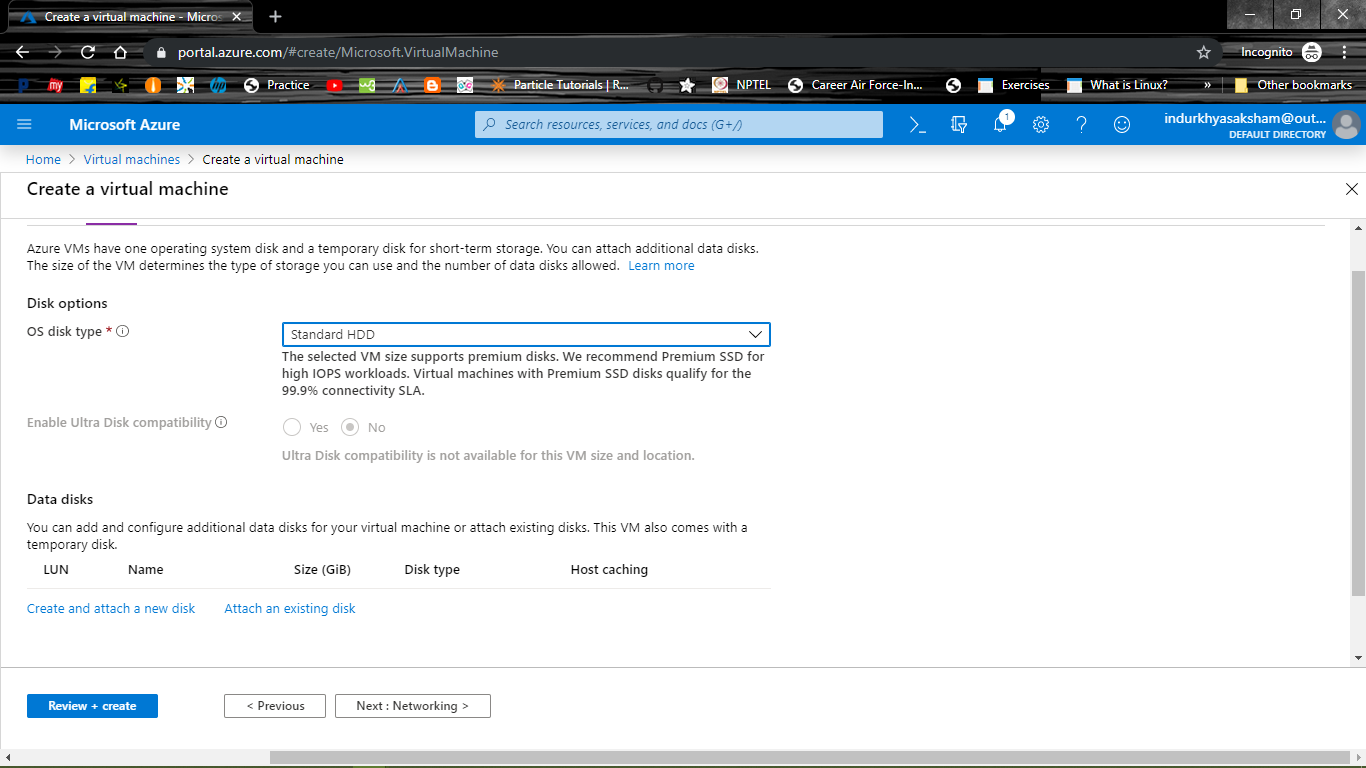 Create a virtual machine - Micros
portal.azure.com/#create/Microsoft.VirtualMachine
Incognito
my
Practice
Particle Tutorials | R...
NPTEL
Career Air Force-In...
Exercises
What is Linux?
»
Other bookmarks
Microsoft Azure
Search resources, services, and docs (G+/)
1
indurkhyasaksham@out...
DEFAULT DIRECTORY
Home > Virtual machines > Create a virtual machine
Create a virtual machine
Azure VMs have one operating system disk and a temporary disk for short-term storage. You can attach additional data disks.
The size of the VM determines the type of storage you can use and the number of data disks allowed. Learn more
Disk options
OS disk type *
Standard HDD
The selected VM size supports premium disks. We recommend Premium SSD for
high IOPS workloads. Virtual machines with Premium SSD disks qualify for the
99.9% connectivity SLA.
Enable Ultra Disk compatibility
Yes No
Ultra Disk compatibility is not available for this VM size and location.
Data disks
You can add and configure additional data disks for your virtual machine or attach existing disks. This VM also comes with a
temporary disk.
LUN Name Size (GiB) Disk type Host caching
Create and attach a new disk Attach an existing disk
Review + create < Previous Next : Networking >